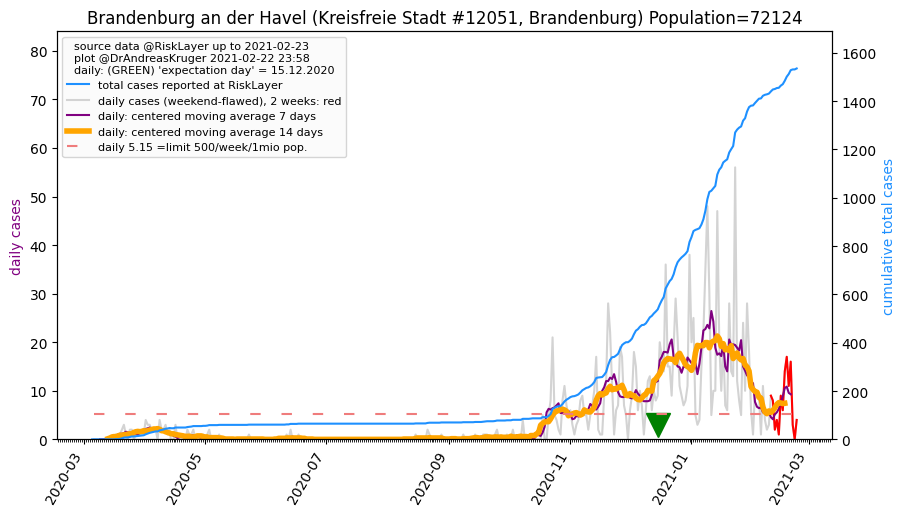 Brandenburg an der Havel (Kreisfreie Stadt #12051, Brandenburg) Population=72124
source data @RiskLayer up to 2021-02-23
plot @DrAndreasKruger 2021-02-22 23:58
daily: (GREEN) 'expectation day' = 15.12.2020
total cases reported at RiskLayer
daily cases (weekend-flawed), 2 weeks: red
daily: centered moving average 7 days
daily: centered moving average 14 days
daily 5.15 =limit 500/week/1mio pop.
daily cases
80
70
60
50
40
30
20
10
0
cumulative total cases
1600
1400
1200
1000
800
600
400
200
0
2020-03
2020-05
2020-07
2020-09
2020-11
2021-01
2021-03